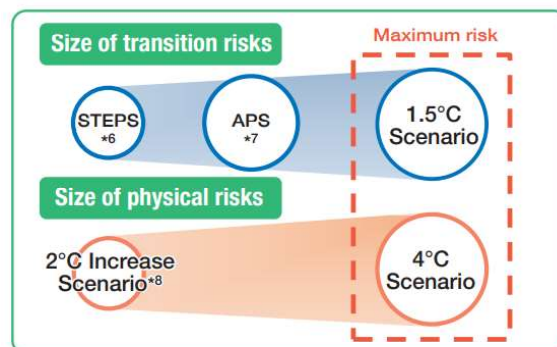 Size of transition risks
Maximum risk
STEPS
*6
APS
*7
1.5°C
Scenario
Size of physical risks
2°C Increase
Scenario*8
4°C
Scenario